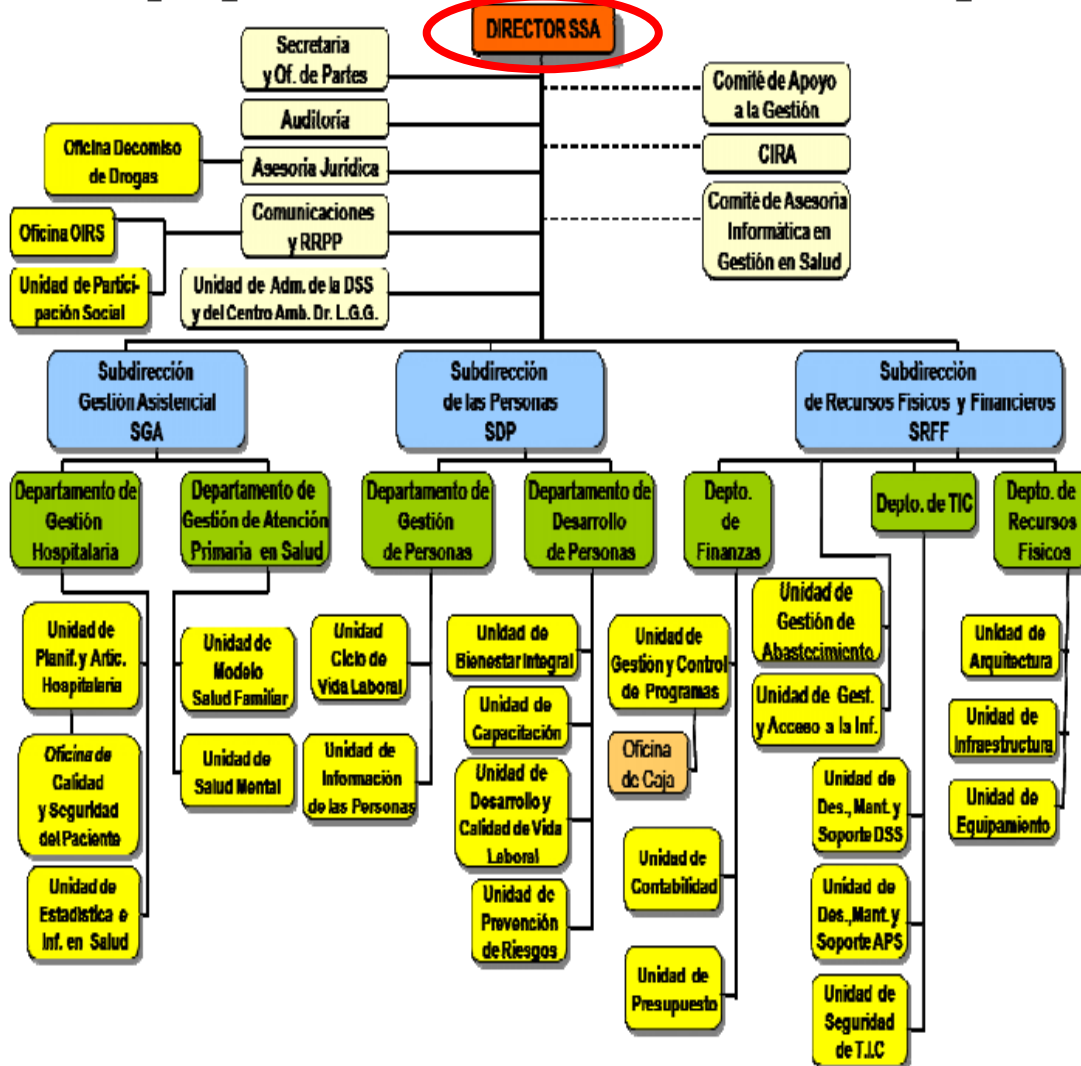 DIRECTOR SSA
Secretaria
y Of. de Partes
Auditoría
Asesoría Jurídica
Comunicaciones
y RRPP
Unidad de Adm. de la DSS
y del Centro Amb. Dr. L.G.G.
Oficina Decomiso
de Drogas
Oficina OIRS
Unidad de Partici-
pación Social
Comité de Apoyo
a la Gestión
CIRA
Comité de Asesoría
Informática en
Gestión en Salud
Subdirección
Gestión Asistencial
SGA
Subdirección
de las Personas
SDP
Subdirección
de Recursos Físicos y Financieros
SRFF
Departamento de
Gestión
Hospitalaria
Departamento de
Gestión de Atención
Primaria en Salud
Departamento de
Gestión
de Personas
Departamento de
Desarrollo
de Personas
Depto.
de
Finanzas
Depto. de TIC
Depto. de
Recursos
Físicos
Unidad de
Planif. y Artic.
Hospitalaria
Oficina de
Calidad
y Seguridad
del Paciente
Unidad de
Estadística e
Inf. en Salud
Unidad de
Modelo
Salud Familiar
Unidad de
Salud Mental
Unidad
Ciclo de
Vida Laboral
Unidad de
Información
de las Personas
Unidad de
Bienestar Integral
Unidad de
Capacitación
Unidad de
Desarrollo y
Calidad de Vida
Laboral
Unidad de
Prevención
de Riesgos
Unidad de
Gestión y Control
de Programas
Oficina
de Caja
Unidad de
Contabilidad
Unidad de
Presupuesto
Unidad de
Gestión de
Abastecimiento
Unidad de Gest.
y Acceso a la Inf.
Unidad de
Des., Mant. y
Soporte DSS
Unidad de
Des., Mant. y
Soporte APS
Unidad de
Seguridad
de T.I.C
Unidad de
Arquitectura
Unidad de
Infraestructura
Unidad de
Equipamiento